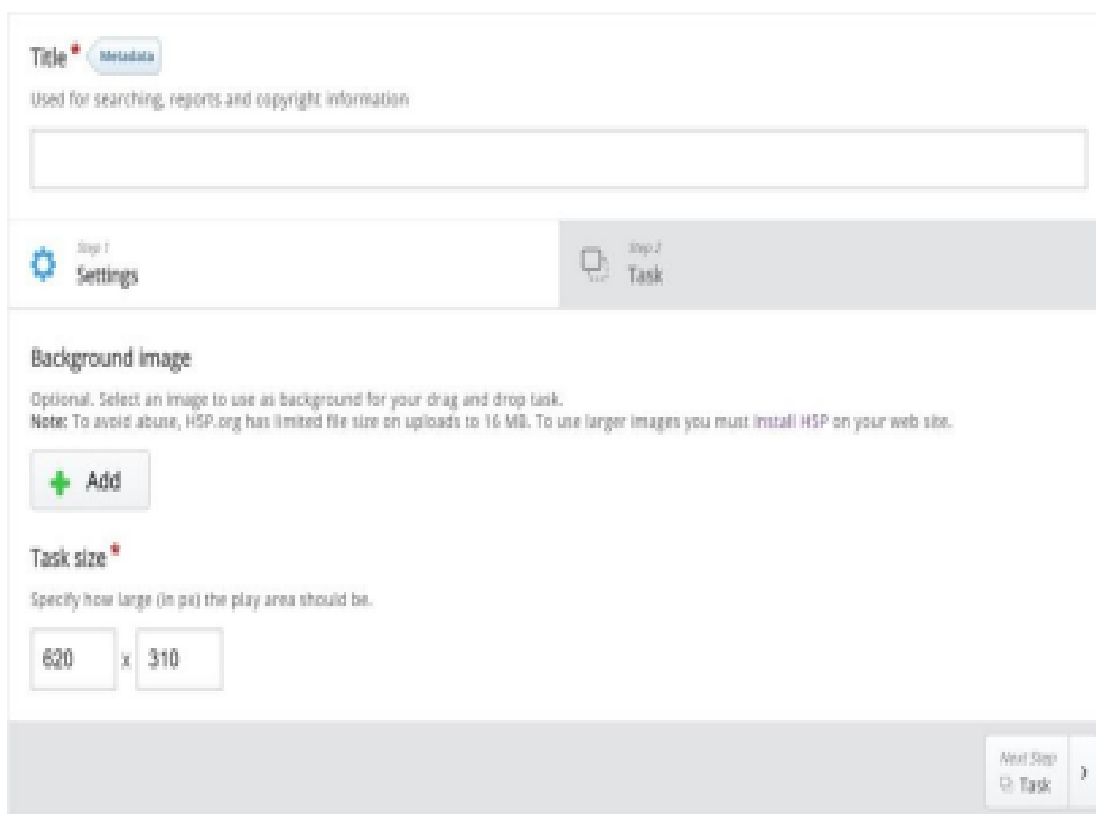 Title * Metadata
Used for searching, reports and copyright information
Step 1
Settings
Step 2
Task
Background image
Optional. Select an image to use as background for your drag and drop task.
Note: To avoid abuse, H5P.org has limited file size on uploads to 16 MB. To use larger images you must install H5P on your web site.
Add
Task size *
Specify how large (in px) the play area should be.
620 x 310
Next Step
Task